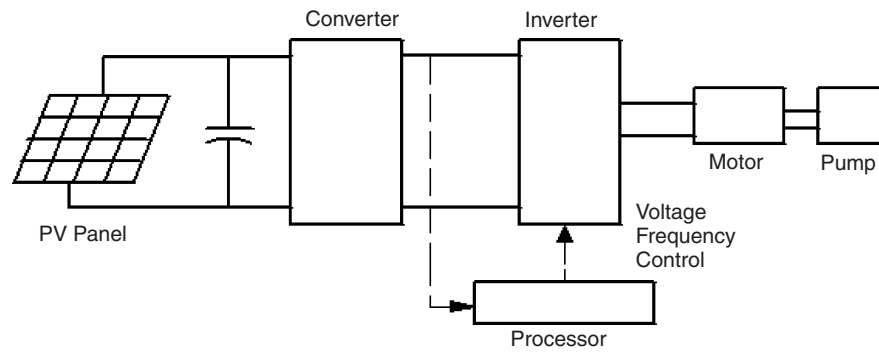 Converter
Inverter
PV Panel
Motor
Pump
Voltage
Frequency
Control
Processor